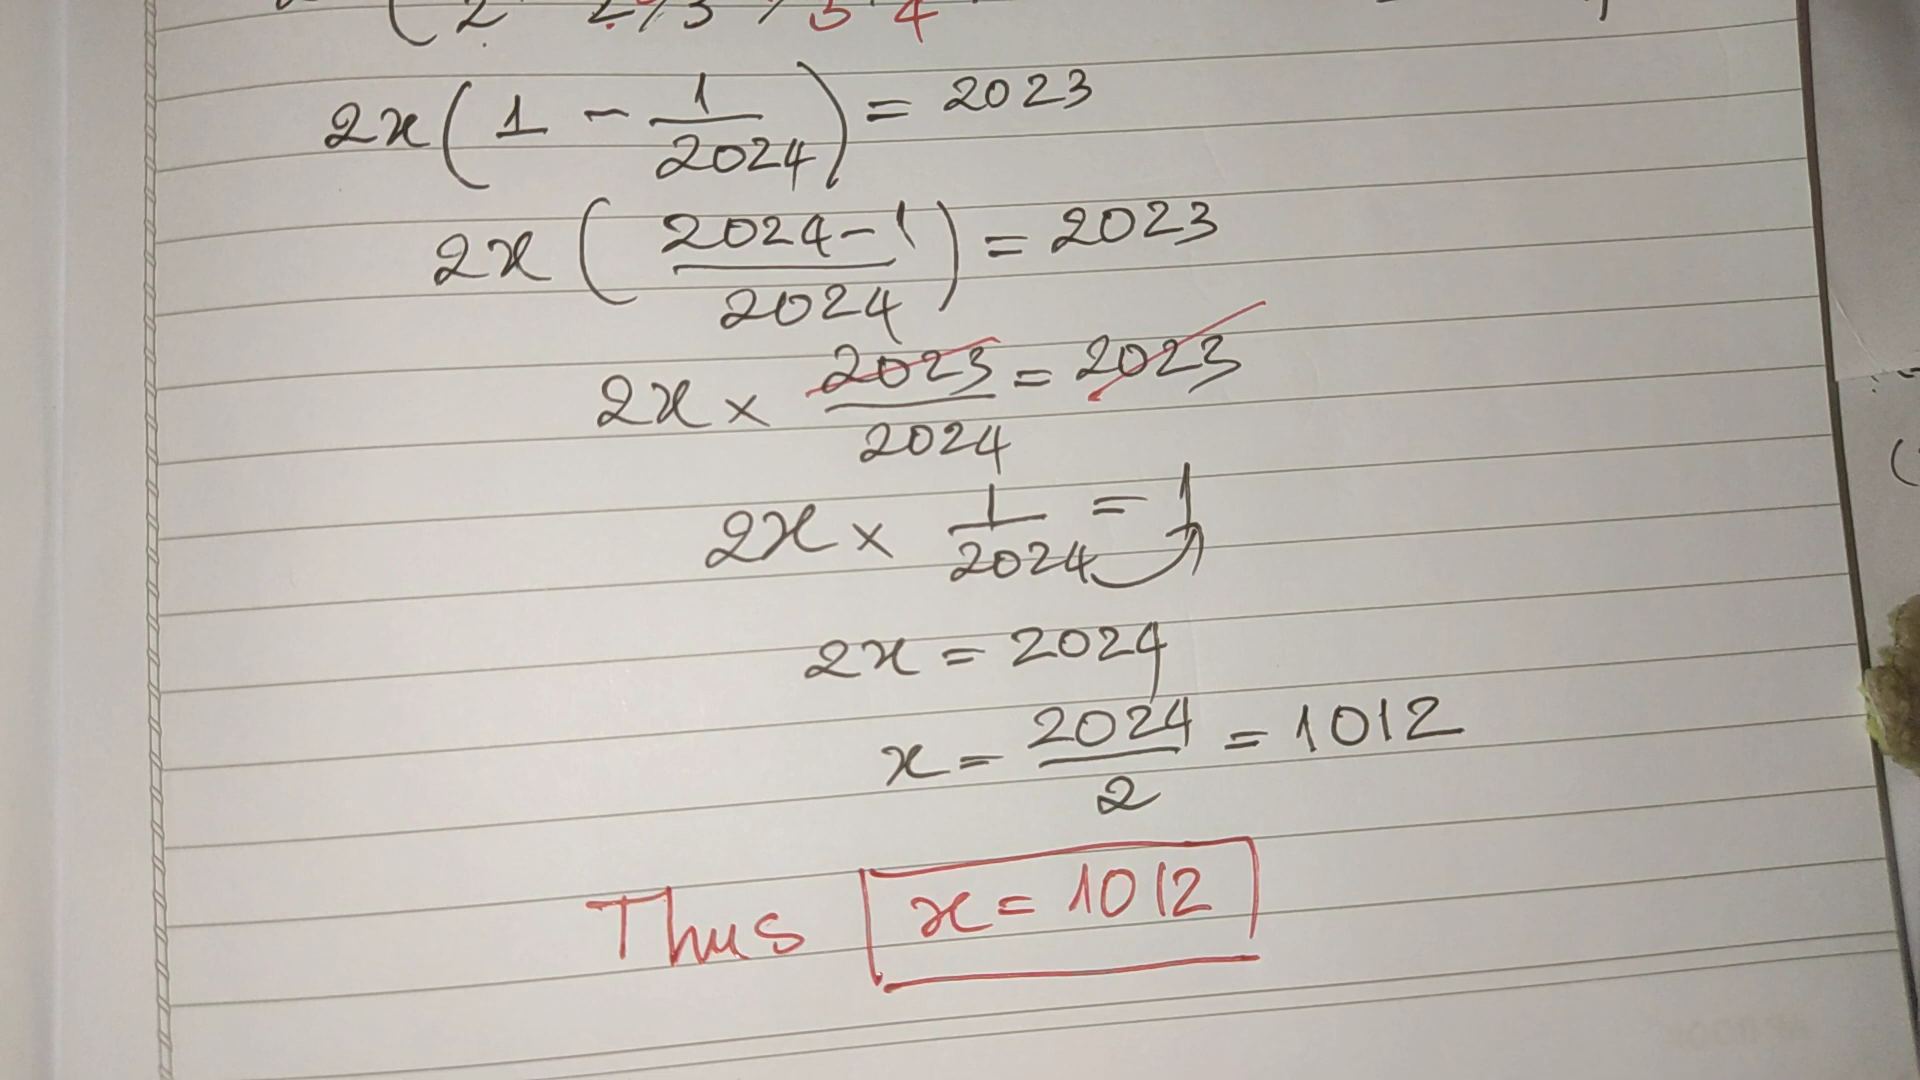 2x(1 - 1/2024) = 2023
2x(2024-1/2024) = 2023
2x × 2023/2024 = 2023
2x × 1/2024 = 1
2x = 2024
x = 2024/2 = 1012
Thus x = 1012